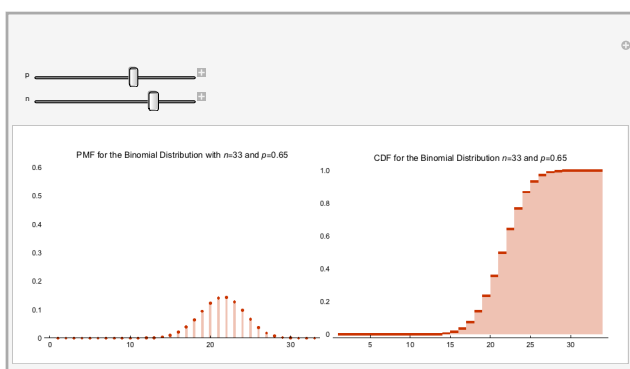 p
n
PMF for the Binomial Distribution with n=33 and p=0.65
0.6
0.5
0.4
0.3
0.2
0.1
0
0 10 20 30
CDF for the Binomial Distribution n=33 and p=0.65
1.0
0.8
0.6
0.4
0.2
0
5 10 15 20 25 30